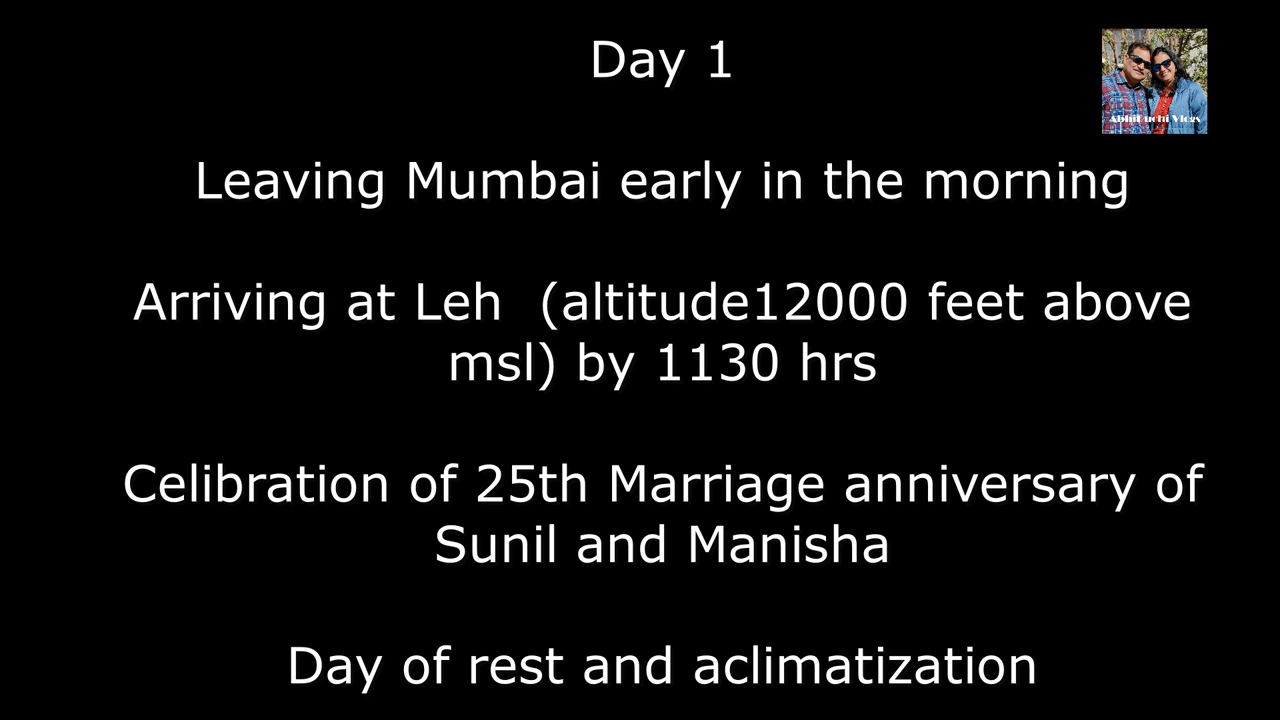 Day 1
Leaving Mumbai early in the morning
Arriving at Leh  (altitude12000 feet above
msl) by 1130 hrs
Celibration of 25th Marriage anniversary of
Sunil and Manisha
Day of rest and aclimatization